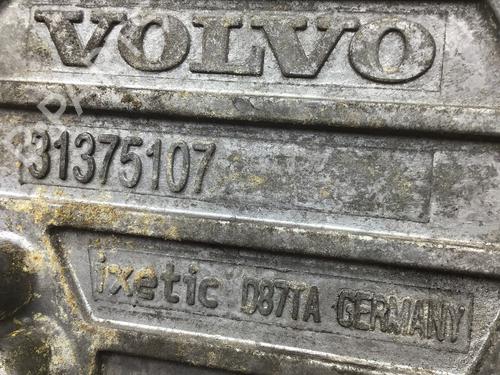 VOLVO
31375107
ixetic D87TA GERMANY